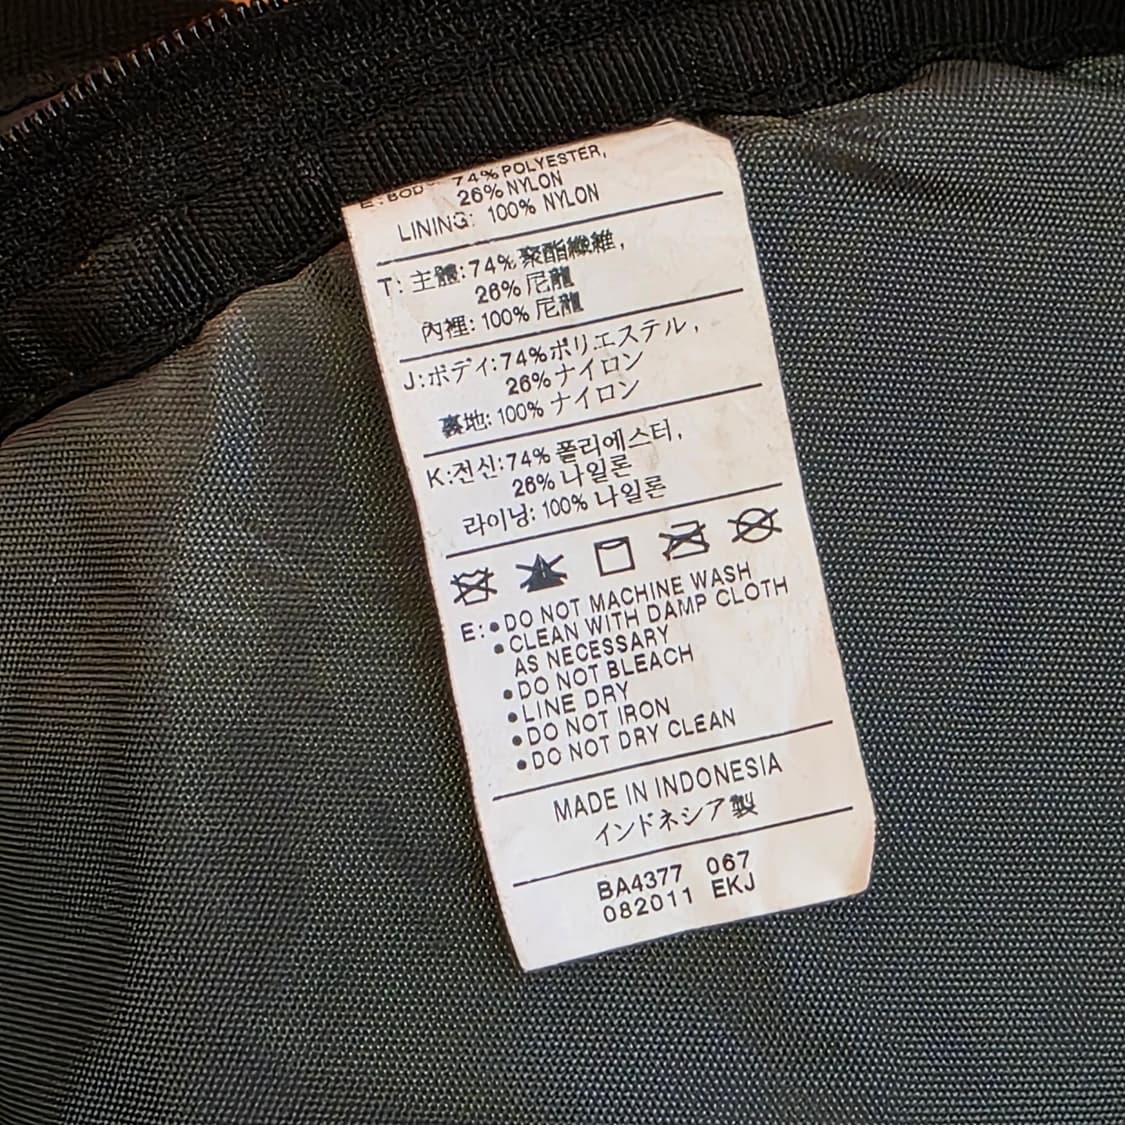 E: BODY: 74% POLYESTER,
26% NYLON
LINING: 100% NYLON
T: 主體: 74% 聚酯纖維,
26% 尼龍
內裡: 100% 尼龍
J: ボディ: 74% ポリエステル,
26% ナイロン
裏地: 100% ナイロン
K: 전신: 74% 폴리에스터,
26% 나일론
라이닝: 100% 나일론
E: • DO NOT MACHINE WASH
• CLEAN WITH DAMP CLOTH
AS NECESSARY
• DO NOT BLEACH
• LINE DRY
• DO NOT IRON
• DO NOT DRY CLEAN
MADE IN INDONESIA
インドネシア製
BA4377 067
082011 EKJ